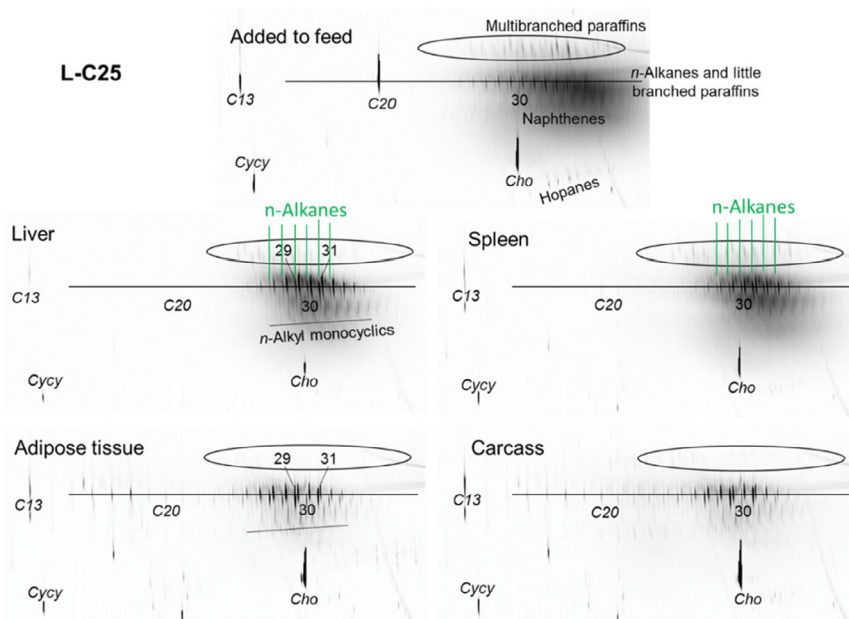 Multibranched paraffins
Added to feed
L-C25
n-Alkanes and little
branched paraffins
C13
C20
30
Naphthenes
Cycy
Cho
Hopanes
n-Alkanes
Liver
29
31
C13
C20
30
n-Alkyl monocyclics
Cycy
Cho
n-Alkanes
Spleen
C13
C20
30
Cycy
Cho
Adipose tissue
29
31
C13
C20
30
Cycy
Cho
Carcass
C13
C20
30
Cycy
Cho